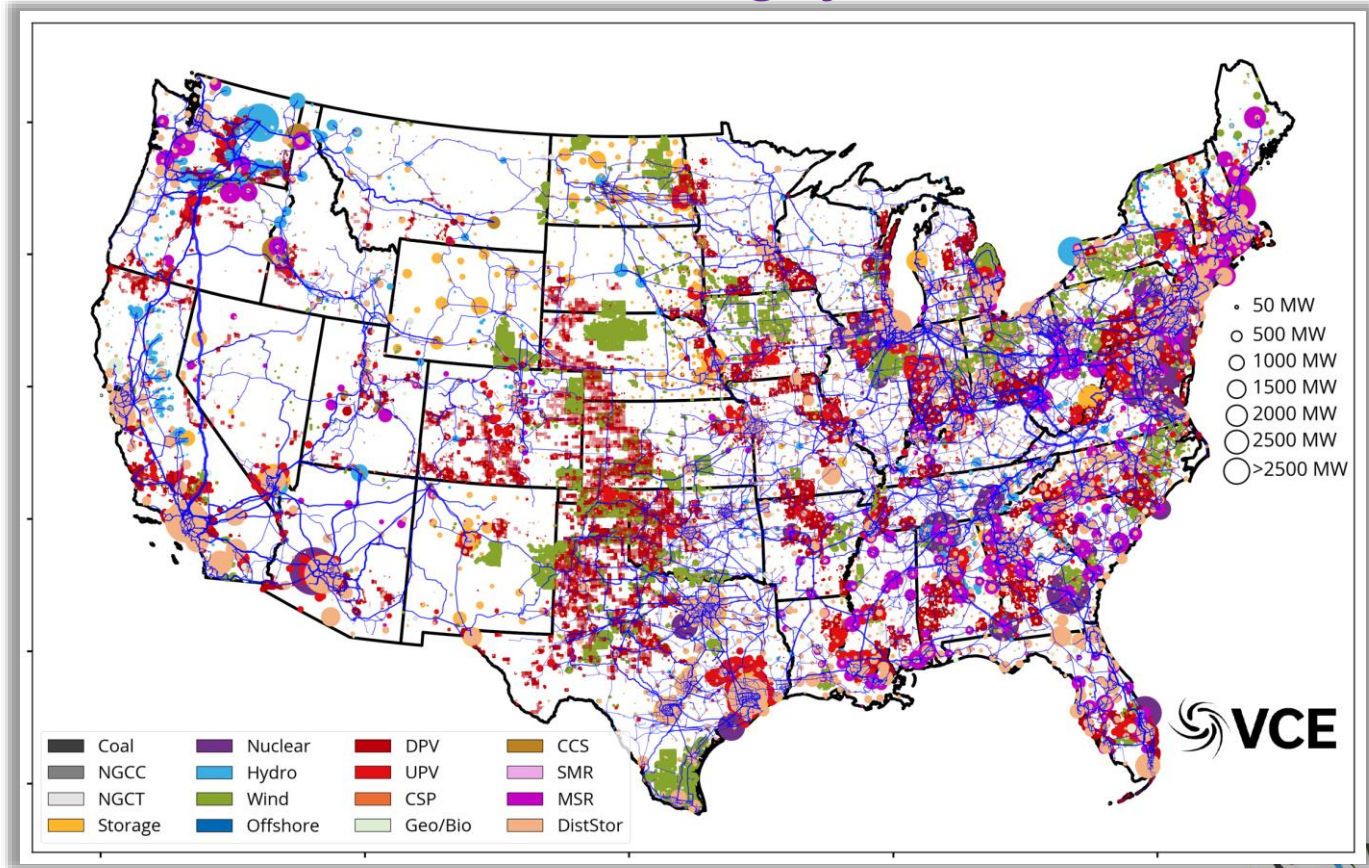 50 MW
500 MW
1000 MW
1500 MW
2000 MW
2500 MW
>2500 MW
VCE
Coal Nuclear DPV CCS
NGCC Hydro UPV SMR
NGCT Wind CSP MSR
Storage Offshore Geo/Bio DistStor